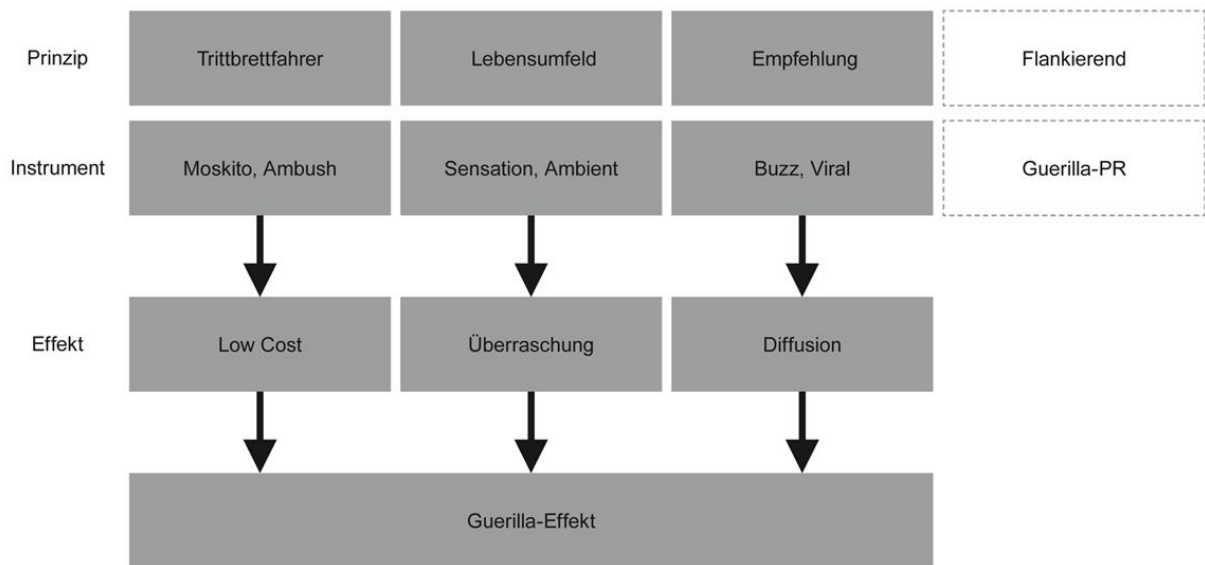 Prinzip Trittbrettfahrer Lebensumfeld Empfehlung Flankierend
Instrument Moskito, Ambush Sensation, Ambient Buzz, Viral Guerilla-PR
Effekt Low Cost Überraschung Diffusion
Guerilla-Effekt